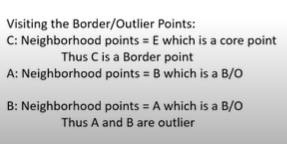 Visiting the Border/Outlier Points:
C: Neighborhood points = E which is a core point
Thus C is a Border point
A: Neighborhood points = B which is a B/O
B: Neighborhood points = A which is a B/O
Thus A and B are outlier